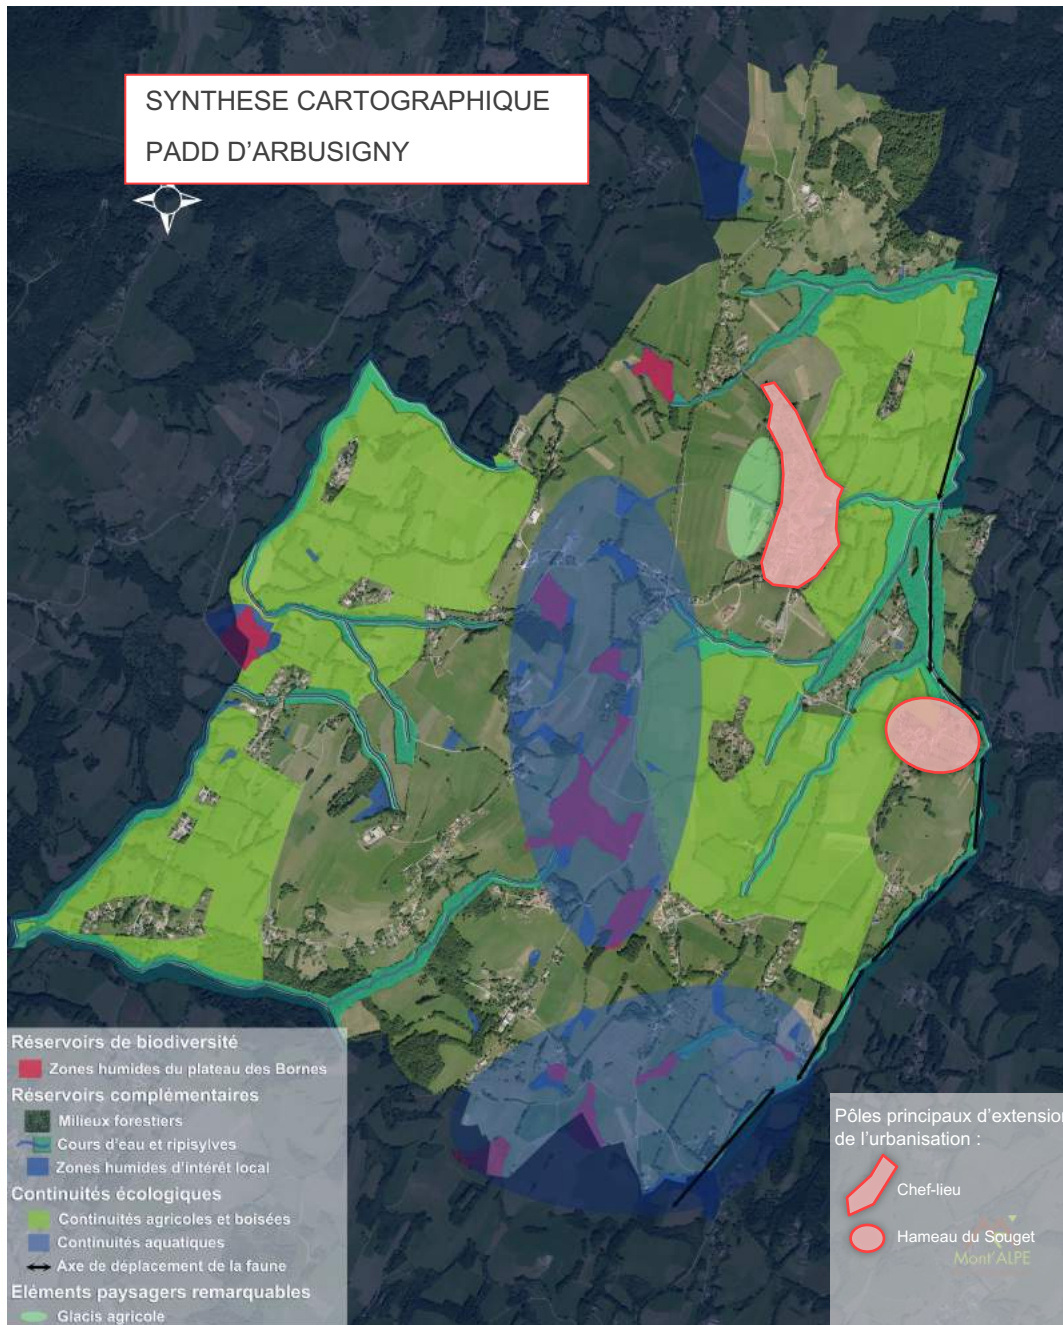 SYNTHESE CARTOGRAPHIQUE
PADD D'ARBUSIGNY
Réservoirs de biodiversité
Zones humides du plateau des Bornes
Réservoirs complémentaires
Milieux forestiers
Cours d'eau et ripisylves
Zones humides d'intérêt local
Continuités écologiques
Continuités agricoles et boisées
Continuités aquatiques
Axe de déplacement de la faune
Eléments paysagers remarquables
Glacis agricole
Pôles principaux d'extension
de l'urbanisation :
Chef-lieu
Hameau du Souget
Mont'ALPE